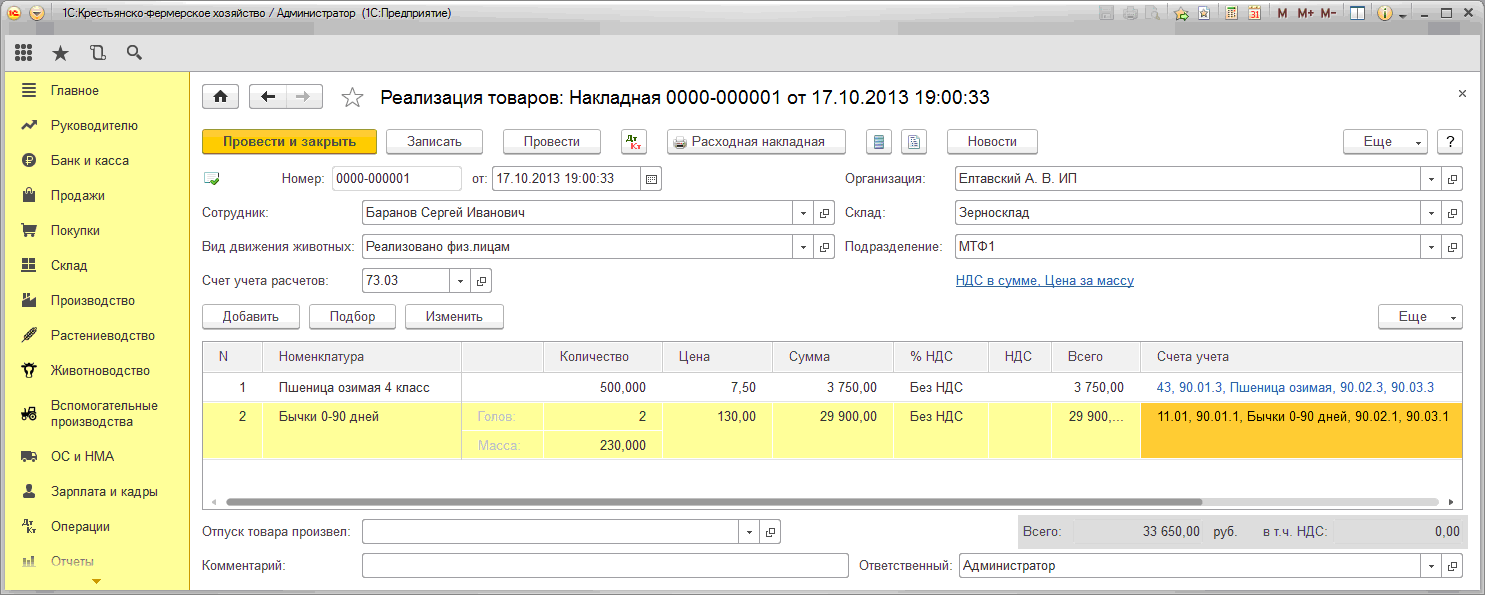 1С:Крестьянско-Фермерское хозяйство / Администратор (1С:Предприятие)
M M+ M-
Главное
Руководителю
Банк и касса
Продажи
Покупки
Склад
Производство
Растениеводство
Животноводство
Вспомогательные
производства
ОС и НМА
Зарплата и кадры
Операции
Отчеты
Реализация товаров: Накладная 0000-000001 от 17.10.2013 19:00:33
Провести и закрыть Записать Провести Дт Кт Расходная накладная Новости Еще ?
Номер: 0000-000001 от: 17.10.2013 19:00:33 Организация: Елтавский А. В. ИП
Сотрудник: Баранов Сергей Иванович Склад: Зерносклад
Вид движения животных: Реализовано физ.лицам Подразделение: МТФ1
Счет учета расчетов: 73.03 НДС в сумме, Цена за массу
Добавить Подбор Изменить Еще
N Номенклатура Количество Цена Сумма % НДС НДС Всего Счета учета
1 Пшеница озимая 4 класс 500,000 7,50 3 750,00 Без НДС 3 750,00 43, 90.01.3, Пшеница озимая, 90.02.3, 90.03.3
2 Бычки 0-90 дней Голов: 2 130,00 29 900,00 Без НДС 29 900,... 11.01, 90.01.1, Бычки 0-90 дней, 90.02.1, 90.03.1
Масса: 230,000
Отпуск товара произвел: Всего: 33 650,00 руб. в т.ч. НДС: 0,00
Комментарий: Ответственный: Администратор